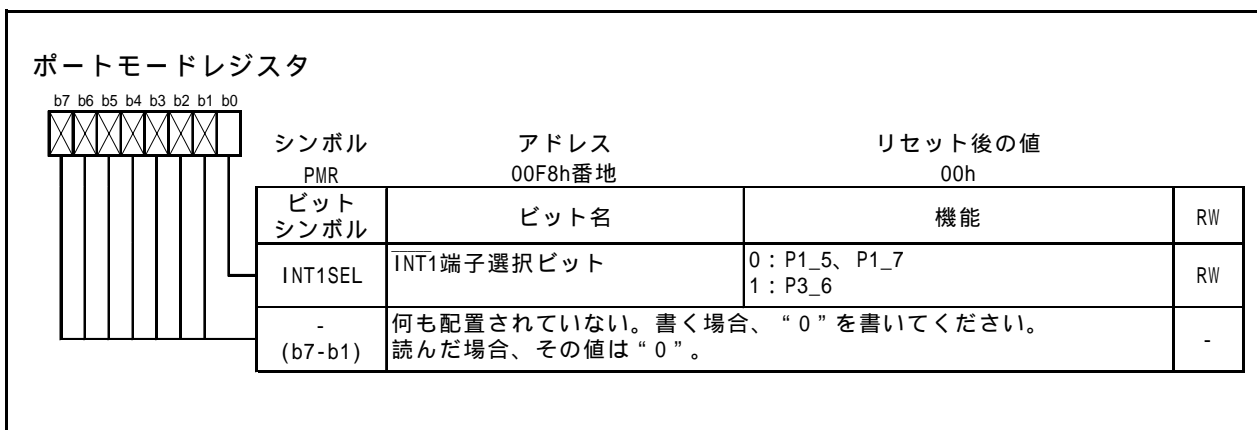 ポートモードレジスタ
b7 b6 b5 b4 b3 b2 b1 b0
シンボル アドレス リセット後の値
PMR 00F8h番地 00h
ビット
シンボル ビット名 機能 RW
INT1SEL INT1端子選択ビット 0：P1_5、P1_7
1：P3_6 RW
-
(b7-b1) 何も配置されていない。書く場合、“0”を書いてください。
読んだ場合、その値は“0”。 -